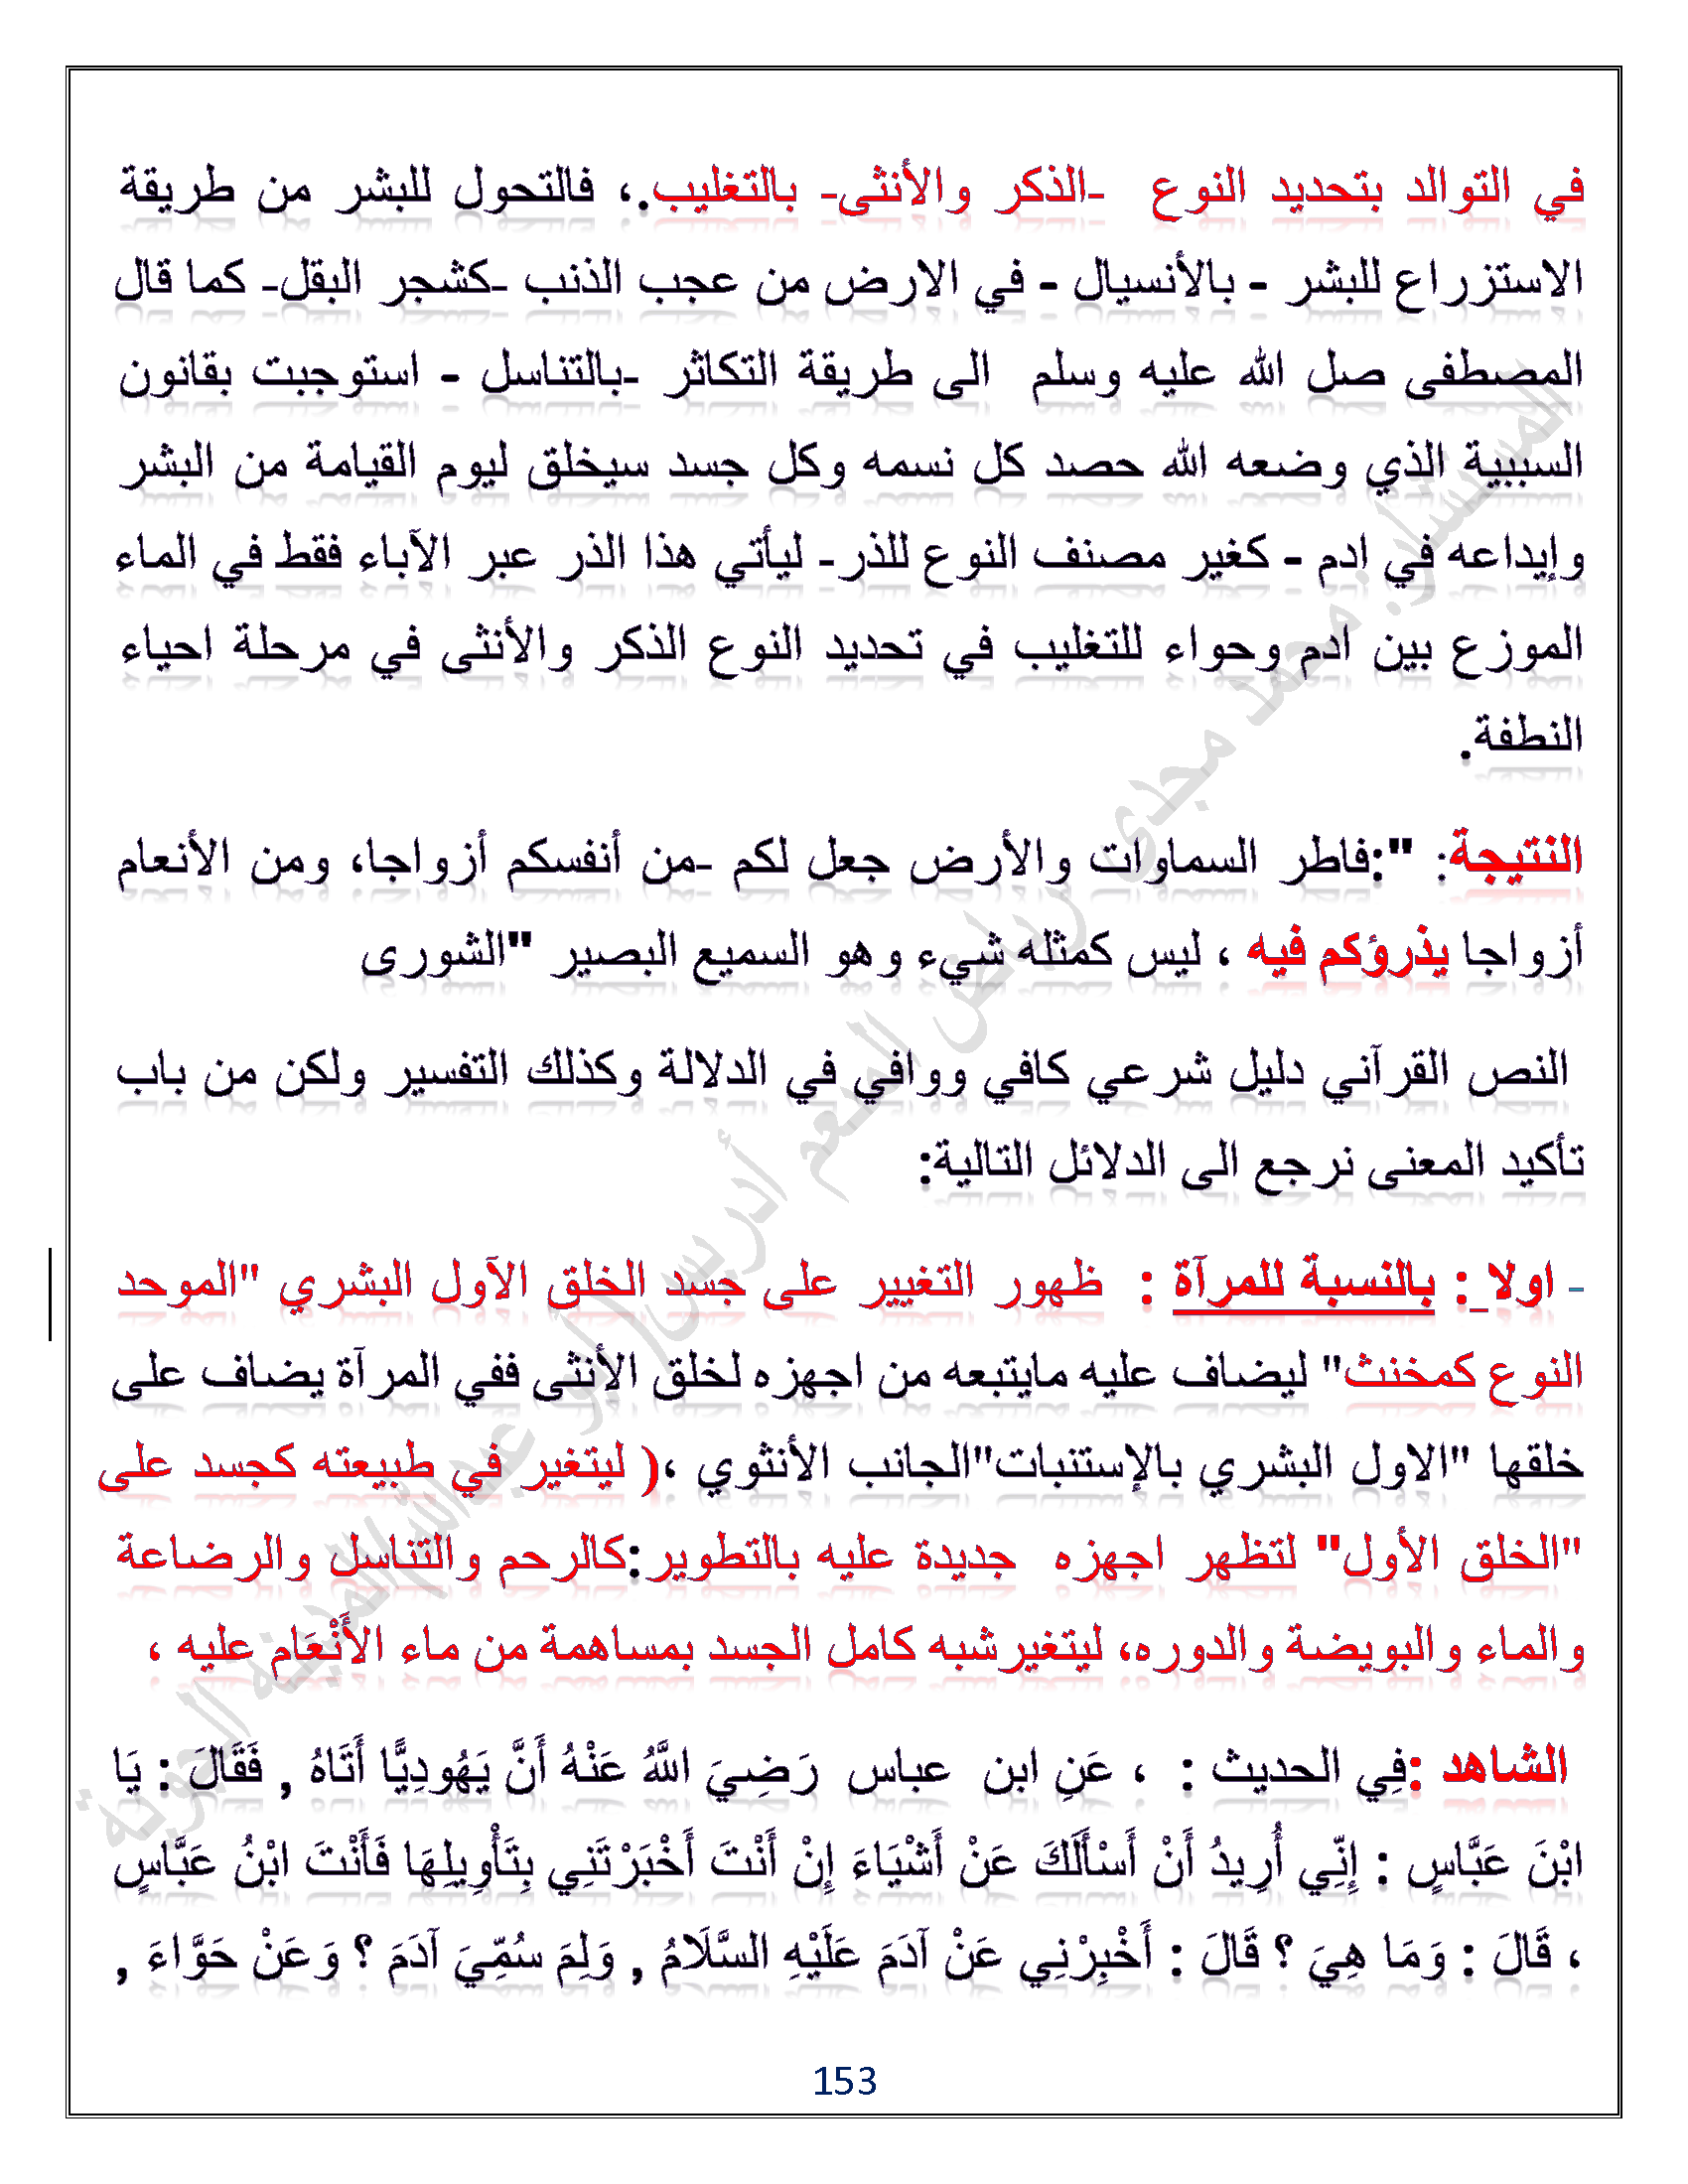 في التوالد بتحديد النوع -الذكر والأنثى- بالتغليب.، فالتحول للبشر من طريقة
الاستزراع للبشر - بالأنسيال - في الارض من عجب الذنب -كشجر البقل- كما قال
المصطفى صل الله عليه وسلم الى طريقة التكاثر -بالتناسل - استوجبت بقانون
السببية الذي وضعه الله حصد كل نسمه وكل جسد سيخلق ليوم القيامة من البشر
وإيداعه في ادم - كغير مصنف النوع للذر- ليأتي هذا الذر عبر الآباء فقط في الماء
الموزع بين ادم وحواء للتغليب في تحديد النوع الذكر والأنثى في مرحلة احياء
النطفة.
النتيجة: ":فاطر السماوات والأرض جعل لكم -من أنفسكم أزواجا، ومن الأنعام
أزواجا يذرؤكم فيه ، ليس كمثله شيء وهو السميع البصير "الشورى
النص القرآني دليل شرعي كافي ووافي في الدلالة وكذلك التفسير ولكن من باب
تأكيد المعنى نرجع الى الدلائل التالية:
- اولا : بالنسبة للمرآة : ظهور التغيير على جسد الخلق الآول البشري "الموحد
النوع كمخنث" ليضاف عليه مايتبعه من اجهزه لخلق الأنثى ففي المرآة يضاف على
خلقها "الاول البشري بالإستنبات"الجانب الأنثوي ،( ليتغير في طبيعته كجسد على
"الخلق الأول" لتظهر اجهزه جديدة عليه بالتطوير:كالرحم والتناسل والرضاعة
والماء والبويضة والدوره، ليتغيرشبه كامل الجسد بمساهمة من ماء الأَنْعَام عليه ،
الشاهد :فِي الحديث : ، عَنِ ابن عباس رَضِيَ اللَّهُ عَنْهُ أَنَّ يَهُودِيًّا أَتَاهُ , فَقَالَ : يَا
ابْنَ عَبَّاسٍ : إِنِّي أُرِيدُ أَنْ أَسْأَلَكَ عَنْ أَشْيَاءَ إِنْ أَنْتَ أَخْبَرْتَنِي بِتَأْوِيلِهَا فَأَنْتَ ابْنُ عَبَّاسٍ
، قَالَ : وَمَا هِيَ ؟ قَالَ : أَخْبِرْنِي عَنْ آدَمَ عَلَيْهِ السَّلَامُ , وَلِمَ سُمِّيَ آدَمَ ؟ وَعَنْ حَوَّاءَ ,
153
المستشار: محمد مجدى رياض السعم أدريس( أبو عبدالله)المدينة